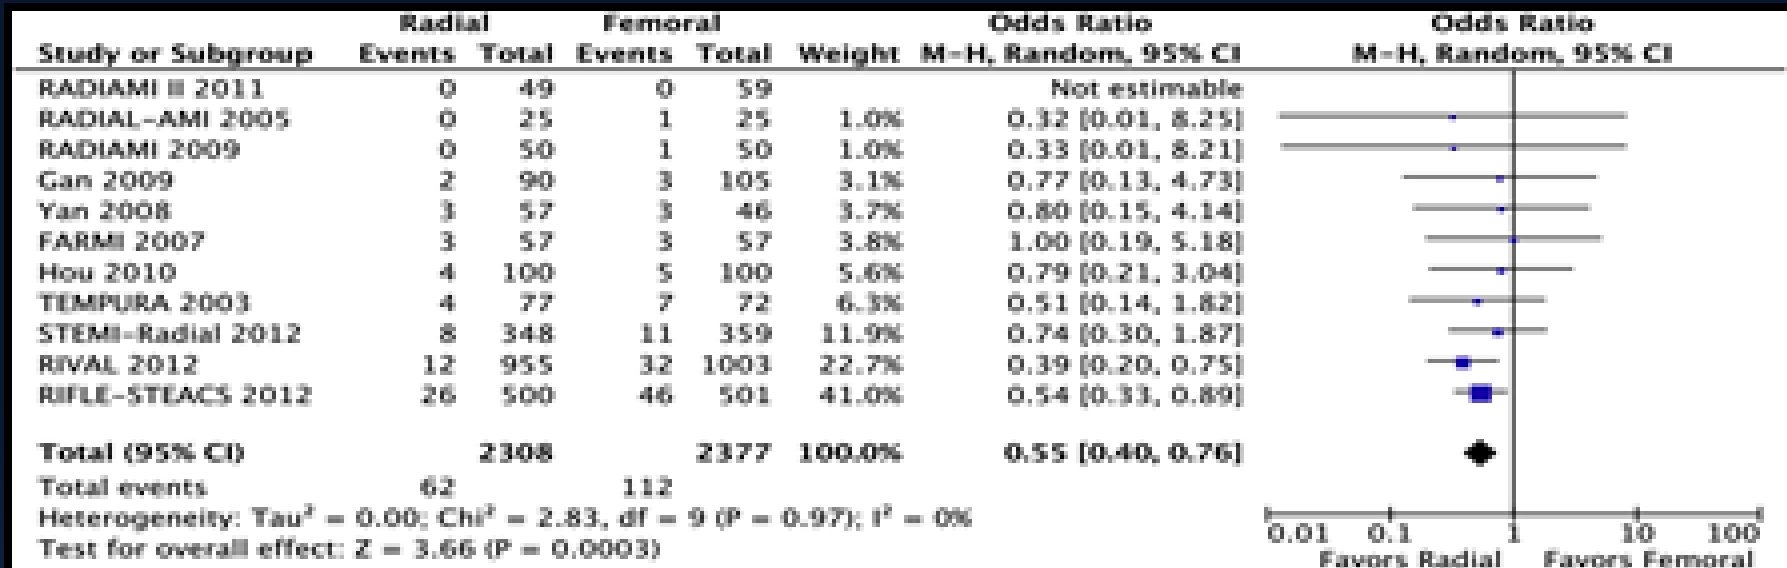 Radial Femoral Odds Ratio Odds Ratio
Study or Subgroup Events Total Events Total Weight M-H, Random, 95% CI M-H, Random, 95% CI
RADIAMI II 2011 0 49 0 59 Not estimable
RADIAL-AMI 2005 0 25 1 25 1.0% 0.32 [0.01, 8.25]
RADIAMI 2009 0 50 1 50 1.0% 0.33 [0.01, 8.21]
Gan 2009 2 90 3 105 3.1% 0.77 [0.13, 4.73]
Yan 2008 3 57 3 46 3.7% 0.80 [0.15, 4.14]
FARMI 2007 3 57 3 57 3.8% 1.00 [0.19, 5.18]
Hou 2010 4 100 5 100 5.6% 0.79 [0.21, 3.04]
TEMPURA 2003 4 77 7 72 6.3% 0.51 [0.14, 1.82]
STEMI-Radial 2012 8 348 11 359 11.9% 0.74 [0.30, 1.87]
RIVAL 2012 12 955 32 1003 22.7% 0.39 [0.20, 0.75]
RIFLE-STEACS 2012 26 500 46 501 41.0% 0.54 [0.33, 0.89]
Total (95% CI) 2308 2377 100.0% 0.55 [0.40, 0.76]
Total events 62 112
Heterogeneity: Tau² = 0.00; Chi² = 2.83, df = 9 (P = 0.97); I² = 0%
Test for overall effect: Z = 3.66 (P = 0.0003)
0.01 0.1 1 10 100
Favors Radial Favors Femoral